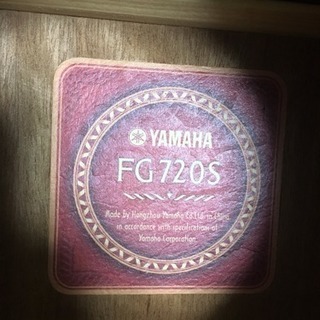 YAMAHA
FG720S
Made by Hangzhou Yamaha Co Ltd. in China
in accordance with specifications of
Yamaha Corporation.